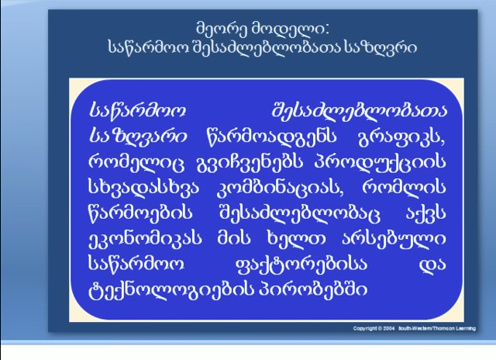 მეორე მოდელი:
საწარმოო შესაძლებლობათა საზღვრი
საწარმოო შესაძლებლობათა
საზღვარი წარმოადგენს გრაფიკს,
რომელიც გვიჩვენებს პროდუქციის
სხვადასხვა კომბინაციას, რომლის
წარმოების შესაძლებლობაც აქვს
ეკონომიკას მის ხელთ არსებული
საწარმოო ფაქტორებისა და
ტექნოლოგიების პირობებში
Copyright © 2004 South-Western/Thomson Learning